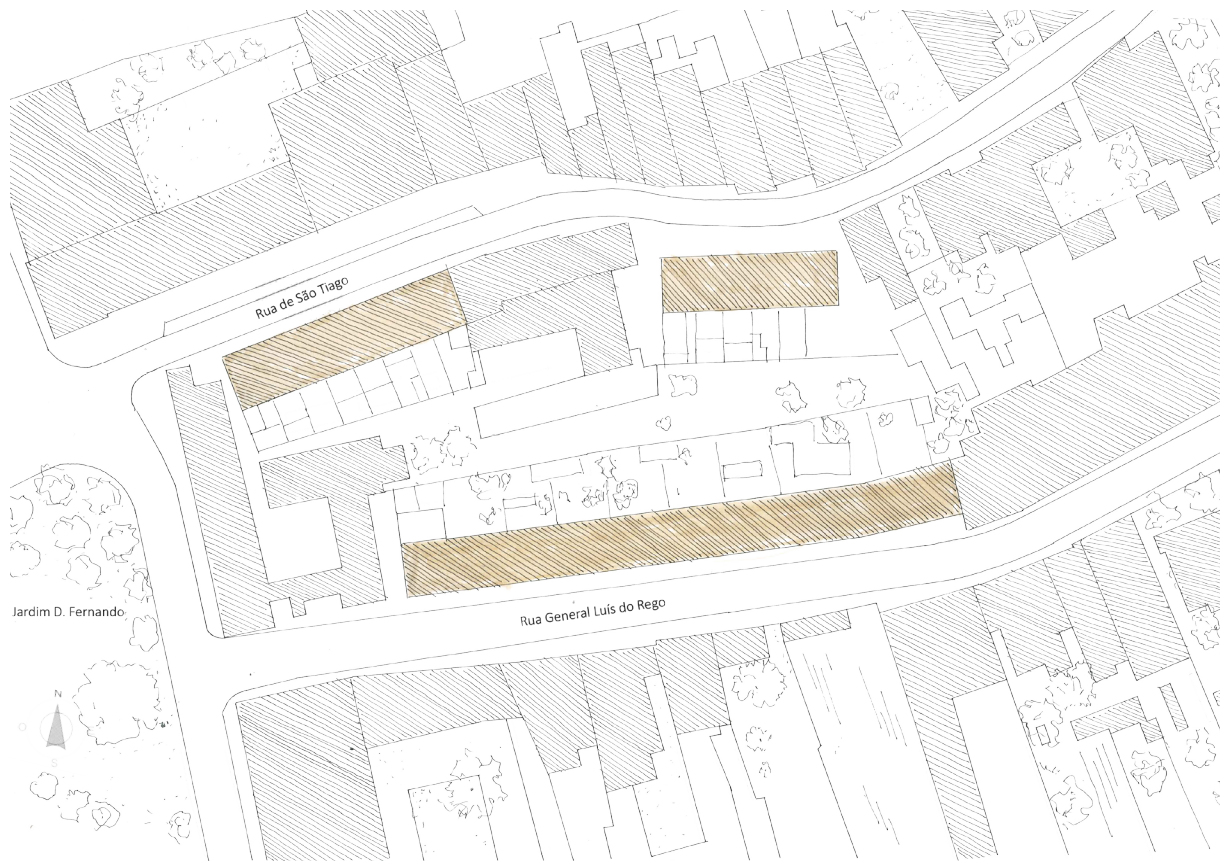 Rua de São Tiago
Jardim D. Fernando
Rua General Luís do Rego
N
O
S